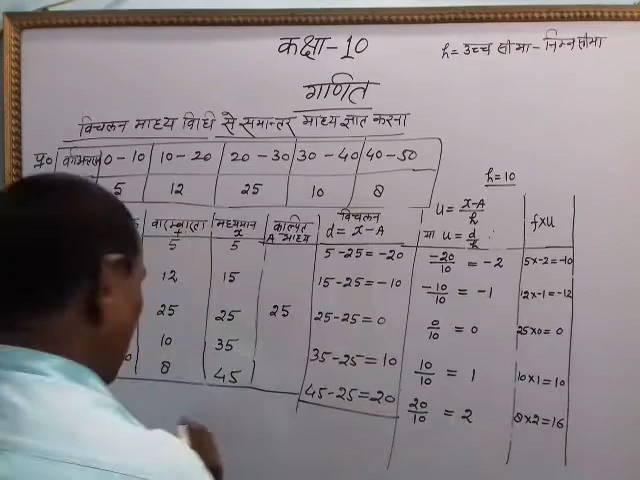 कक्षा-10
h= उच्च सीमा - निम्न सीमा
गणित
विचलन माध्य विधि से समान्तर माध्य ज्ञात करना
प्र० वर्गअन्तराल 0-10 10-20 20-30 30-40 40-50
5 12 25 10 8
h=10
बारम्बारता f मध्यमान x कल्पित A माध्य विचलन d= x-A u = x-A/h या u = d/h f×u
5 5 5-25=-20 -20/10 = -2 5×-2=-10
12 15 15-25=-10 -10/10 = -1 12×-1=-12
25 25 25 25-25=0 0/10 = 0 25×0=0
10 35 35-25=10 10/10 = 1 10×1=10
8 45 45-25=20 20/10 = 2 8×2=16